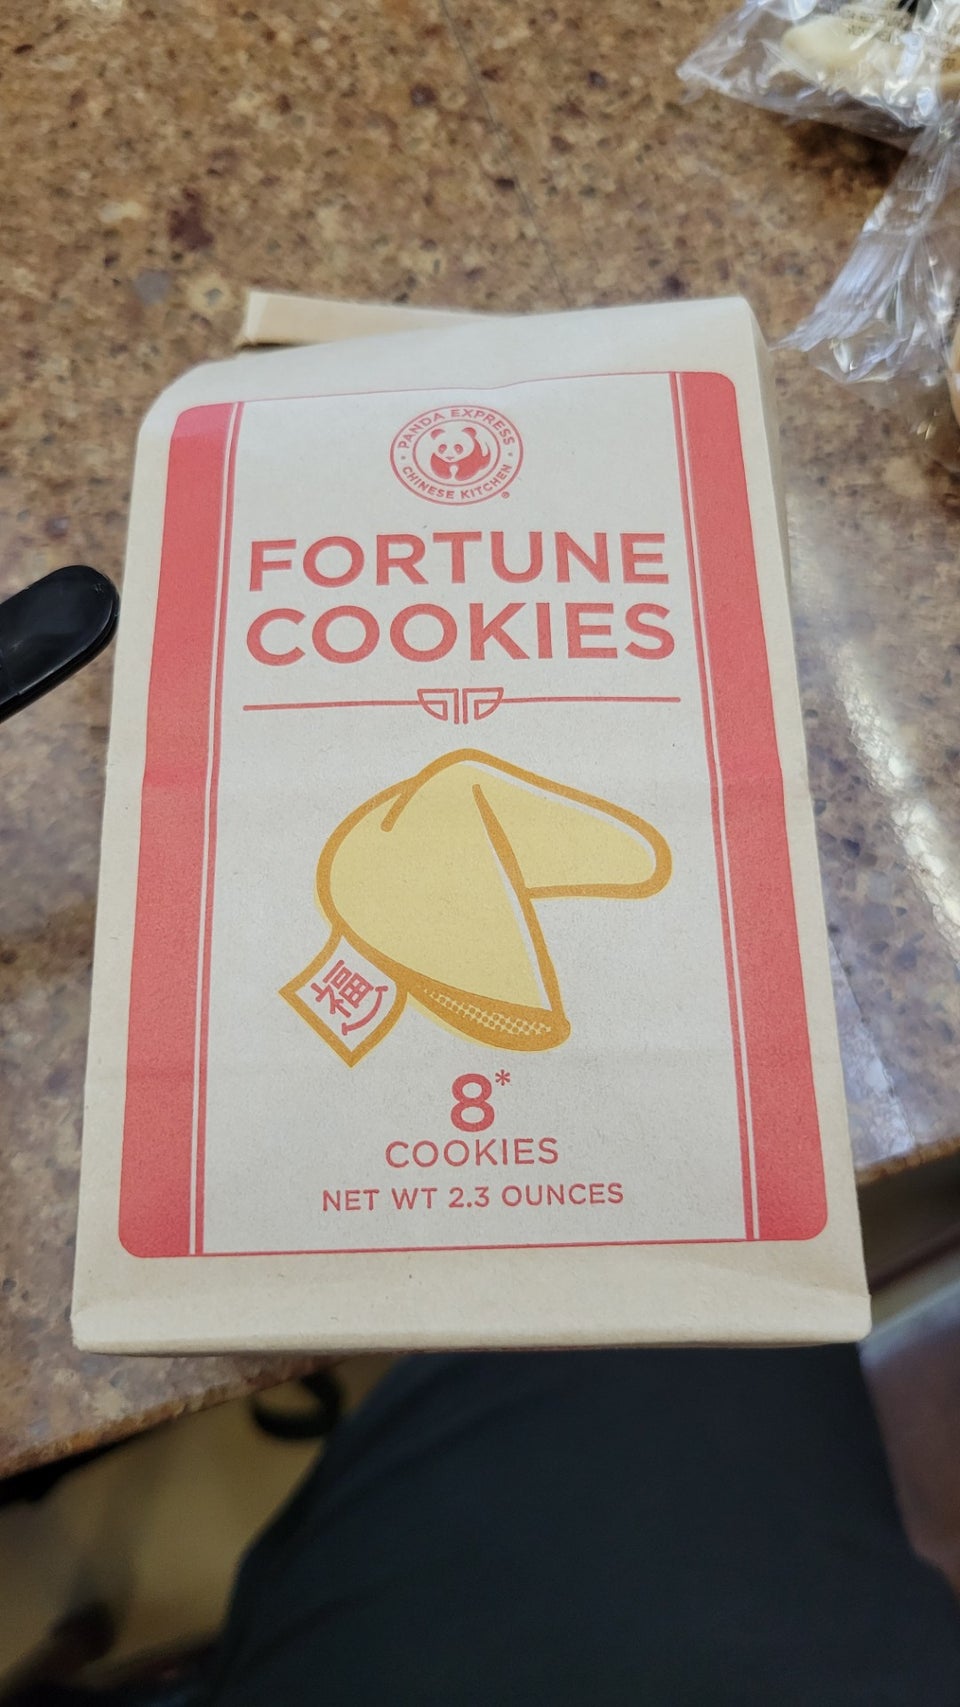 PANDA EXPRESS
CHINESE KITCHEN
®
FORTUNE
COOKIES
福
8*
COOKIES
NET WT 2.3 OUNCES